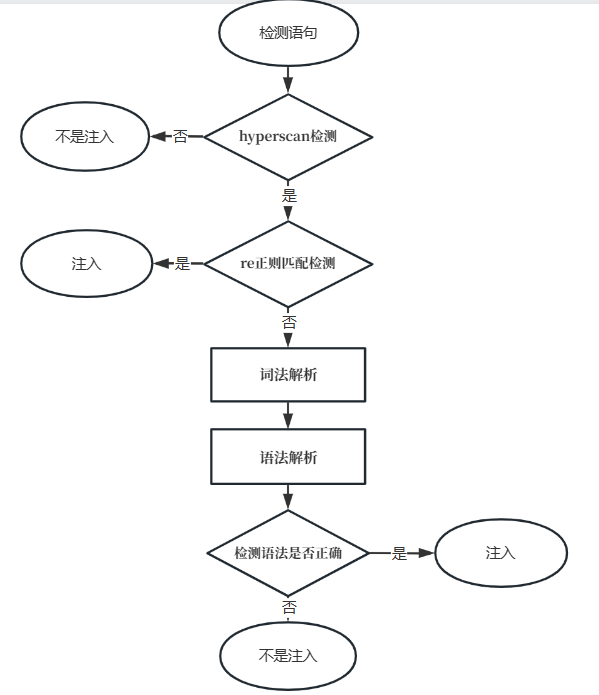 检测语句
hyperscan检测
否
不是注入
是
re正则匹配检测
是
注入
否
词法解析
语法解析
检测语法是否正确
是
注入
否
不是注入